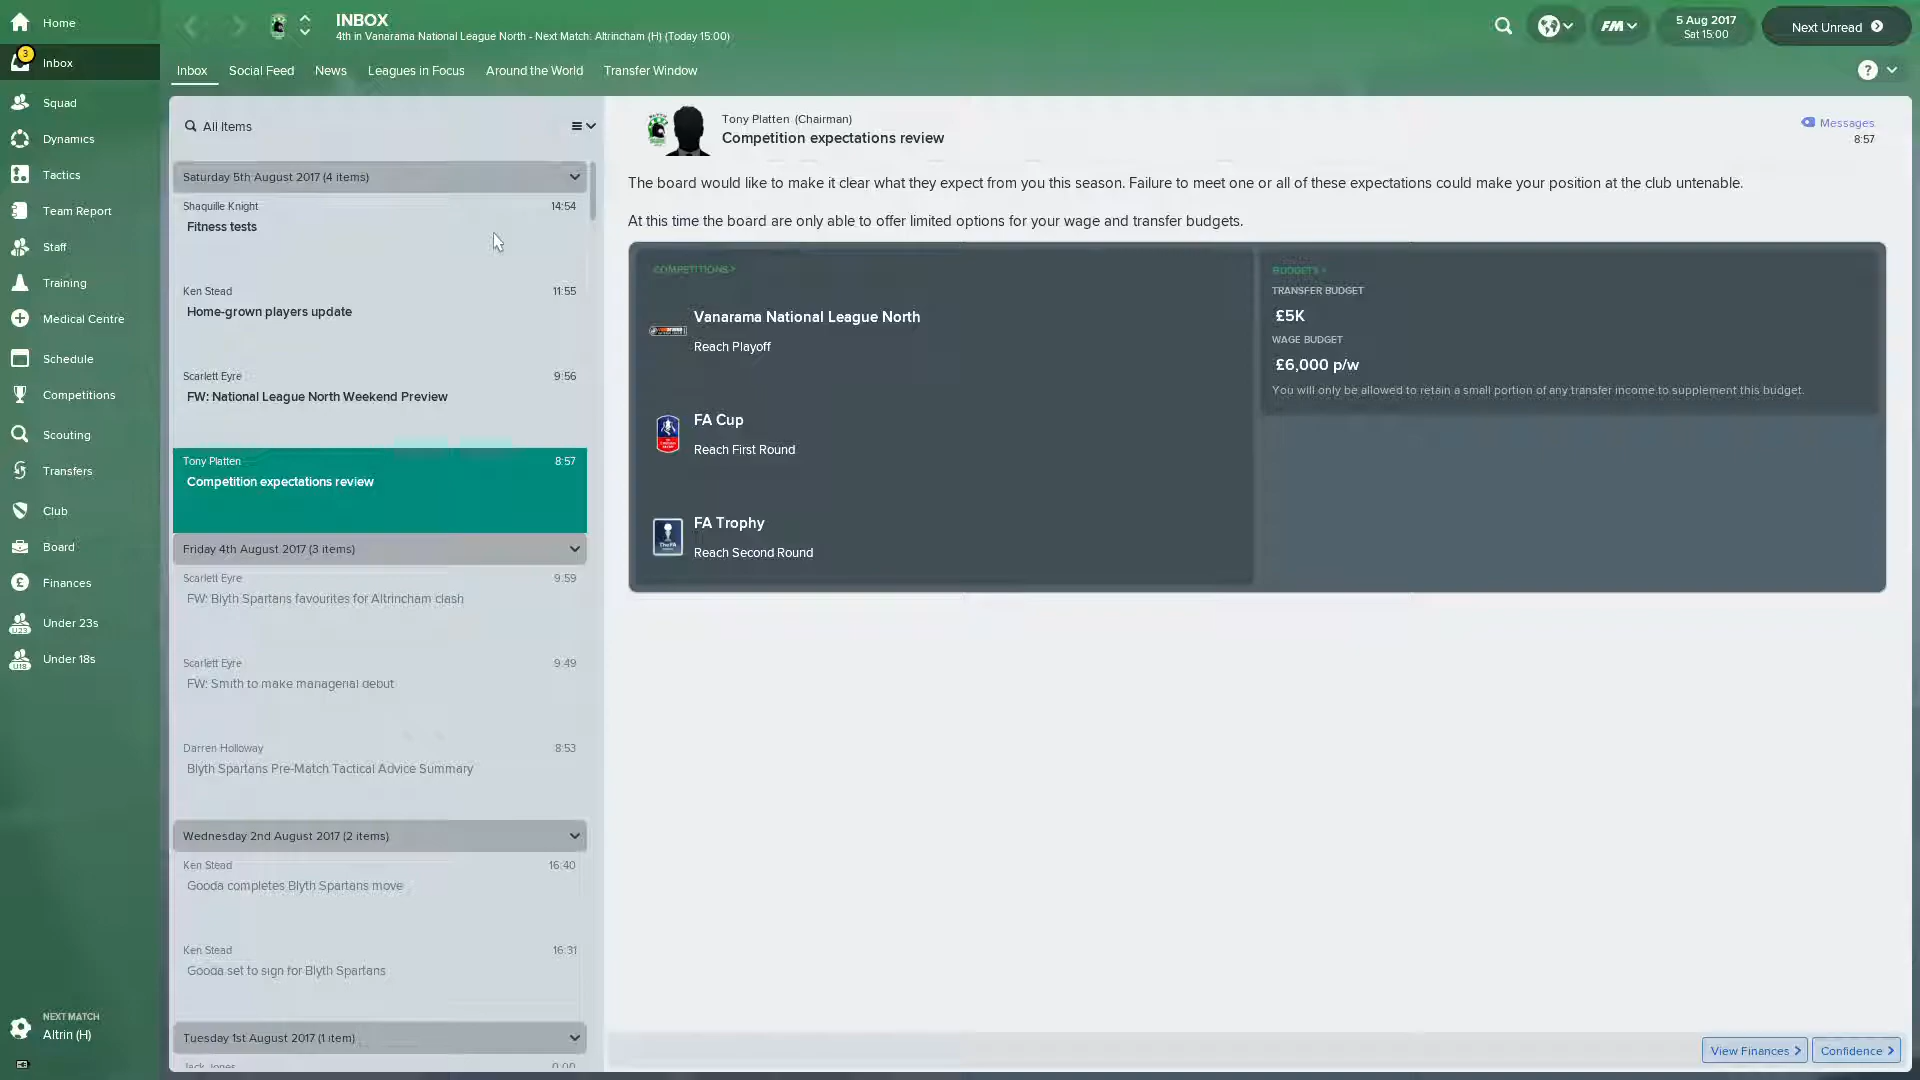 Home
Inbox
3
Squad
Dynamics
Tactics
Team Report
Staff
Training
Medical Centre
Schedule
Competitions
Scouting
Transfers
Club
Board
Finances
Under 23s
Under 18s
NEXT MATCH
Altrin (H)
INBOX
4th in Vanarama National League North - Next Match: Altrincham (H) (Today 15:00)
FM
5 Aug 2017
Sat 15:00
Next Unread
Inbox
Social Feed
News
Leagues in Focus
Around the World
Transfer Window
?
All Items
Saturday 5th August 2017 (4 items)
Shaquille Knight 14:54
Fitness tests
Ken Stead 11:55
Home-grown players update
Scarlett Eyre 9:56
FW: National League North Weekend Preview
Tony Platten 8:57
Competition expectations review
Friday 4th August 2017 (3 items)
Scarlett Eyre 9:59
FW: Blyth Spartans favourites for Altrincham clash
Scarlett Eyre 9:49
FW: Smith to make managerial debut
Darren Holloway 8:53
Blyth Spartans Pre-Match Tactical Advice Summary
Wednesday 2nd August 2017 (2 items)
Ken Stead 16:40
Gooda completes Blyth Spartans move
Ken Stead 16:31
Gooda set to sign for Blyth Spartans
Tuesday 1st August 2017 (1 item)
Jack Jones 0:00
Tony Platten (Chairman)
Competition expectations review
Messages
8:57
The board would like to make it clear what they expect from you this season. Failure to meet one or all of these expectations could make your position at the club untenable.
At this time the board are only able to offer limited options for your wage and transfer budgets.
COMPETITIONS >
Vanarama National League North
Reach Playoff
FA Cup
Reach First Round
FA Trophy
Reach Second Round
BUDGETS >
TRANSFER BUDGET
£5K
WAGE BUDGET
£6,000 p/w
You will only be allowed to retain a small portion of any transfer income to supplement this budget.
View Finances >
Confidence >